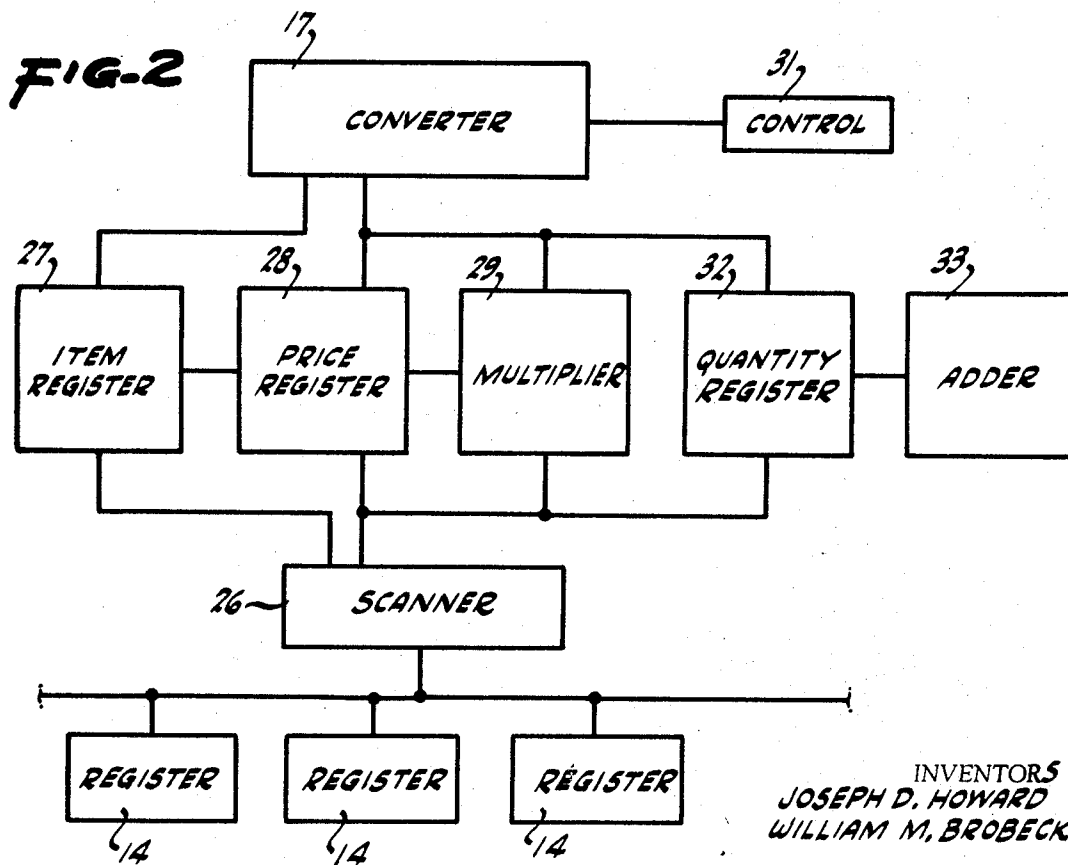 FIG-2
17
CONVERTER
31
CONTROL
27
ITEM
REGISTER
28
PRICE
REGISTER
29
MULTIPLIER
32
QUANTITY
REGISTER
33
ADDER
26
SCANNER
REGISTER
REGISTER
REGISTER
14
14
14
INVENTORS
JOSEPH D. HOWARD
WILLIAM M. BROBECK